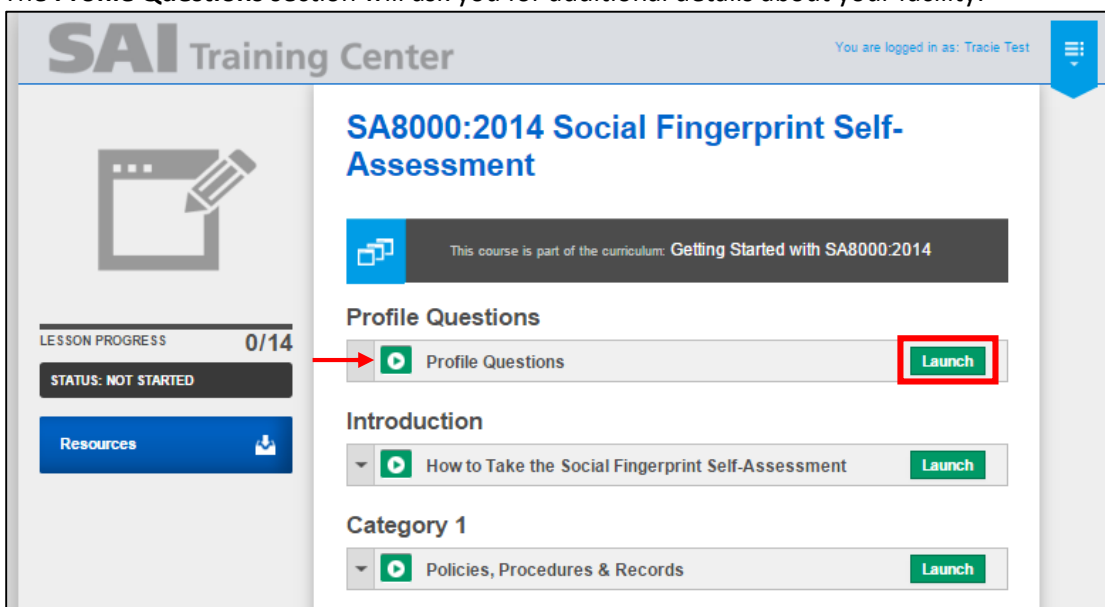 The Profile Questions section will ask you for additional details about your facility.
SAI Training Center
You are logged in as: Tracie Test
SA8000:2014 Social Fingerprint Self-
Assessment
This course is part of the curriculum: Getting Started with SA8000:2014
Profile Questions
LESSON PROGRESS 0/14
Profile Questions Launch
STATUS: NOT STARTED
Introduction
Resources
How to Take the Social Fingerprint Self-Assessment Launch
Category 1
Policies, Procedures & Records Launch